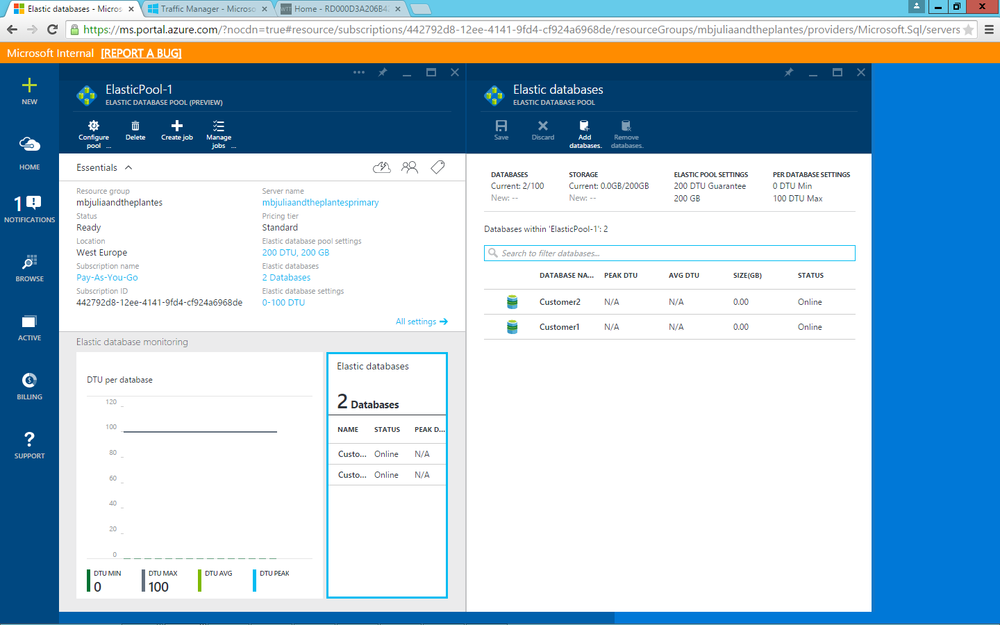 Elastic databases - Micros
Traffic Manager - Microso
Home - RD000D3A206B42
https://ms.portal.azure.com/?nocdn=true#resource/subscriptions/442792d8-12ee-4141-9fd4-cf924a6968de/resourceGroups/mbjuliaandtheplantes/providers/Microsoft.Sql/servers
Microsoft Internal [REPORT A BUG]
NEW
HOME
1
NOTIFICATIONS
BROWSE
ACTIVE
BILLING
SUPPORT
ElasticPool-1
ELASTIC DATABASE POOL (PREVIEW)
Configure pool ...
Delete
Create job
Manage jobs ...
Essentials
Resource group
mbjuliaandtheplantes
Status
Ready
Location
West Europe
Subscription name
Pay-As-You-Go
Subscription ID
442792d8-12ee-4141-9fd4-cf924a6968de
Server name
mbjuliaandtheplantesprimary
Pricing tier
Standard
Elastic database pool settings
200 DTU, 200 GB
Elastic databases
2 Databases
Elastic database settings
0-100 DTU
All settings
Elastic database monitoring
DTU per database
120
100
80
60
40
20
0
DTU MIN
0
DTU MAX
100
DTU AVG
DTU PEAK
Elastic databases
2 Databases
NAME STATUS PEAK D...
Custo... Online N/A
Custo... Online N/A
Elastic databases
ELASTIC DATABASE POOL
Save
Discard
Add databases.
Remove databases.
DATABASES
Current: 2/100
New: --
STORAGE
Current: 0.0GB/200GB
New: --
ELASTIC POOL SETTINGS
200 DTU Guarantee
200 GB
PER DATABASE SETTINGS
0 DTU Min
100 DTU Max
Databases within 'ElasticPool-1': 2
Search to filter databases...
DATABASE NA... PEAK DTU AVG DTU SIZE(GB) STATUS
Customer2 N/A N/A 0.00 Online
Customer1 N/A N/A 0.00 Online